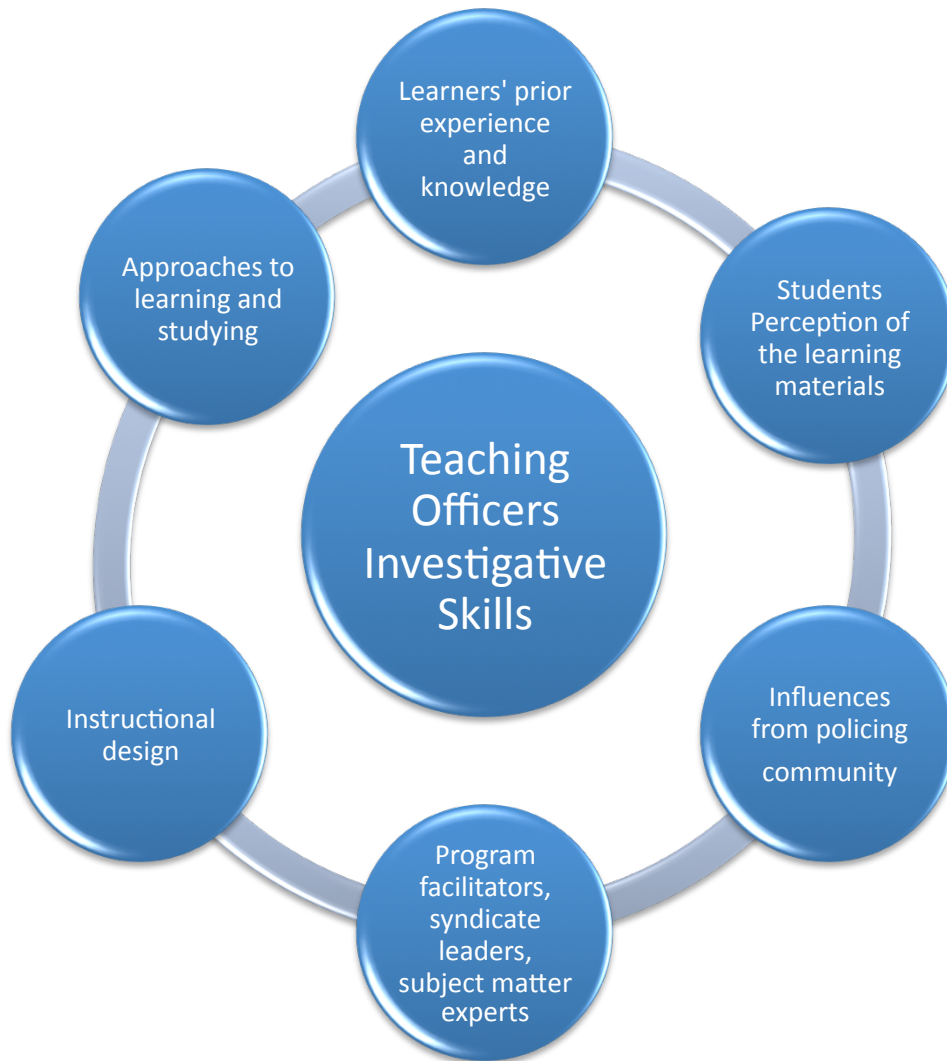 Learners' prior
experience
and
knowledge
Students
Perception of
the learning
materials
Influences
from policing
community
Program
facilitators,
syndicate
leaders,
subject matter
experts
Instructional
design
Approaches to
learning and
studying
Teaching
Officers
Investigative
Skills